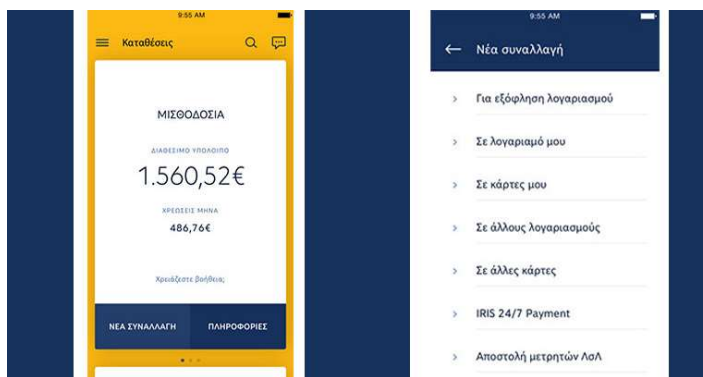 9:55 AM
Καταθέσεις
ΜΙΣΘΟΔΟΣΙΑ
ΔΙΑΘΕΣΙΜΟ ΥΠΟΛΟΙΠΟ
1.560,52€
ΧΡΕΩΣΕΙΣ ΜΗΝΑ
486,76€
Χρειάζεστε βοήθεια;
ΝΕΑ ΣΥΝΑΛΛΑΓΗ
ΠΛΗΡΟΦΟΡΙΕΣ
9:55 AM
Νέα συναλλαγή
Για εξόφληση λογαριασμού
Σε λογαριαμό μου
Σε κάρτες μου
Σε άλλους λογαριασμούς
Σε άλλες κάρτες
IRIS 24/7 Payment
Αποστολή μετρητών ΛσΛ